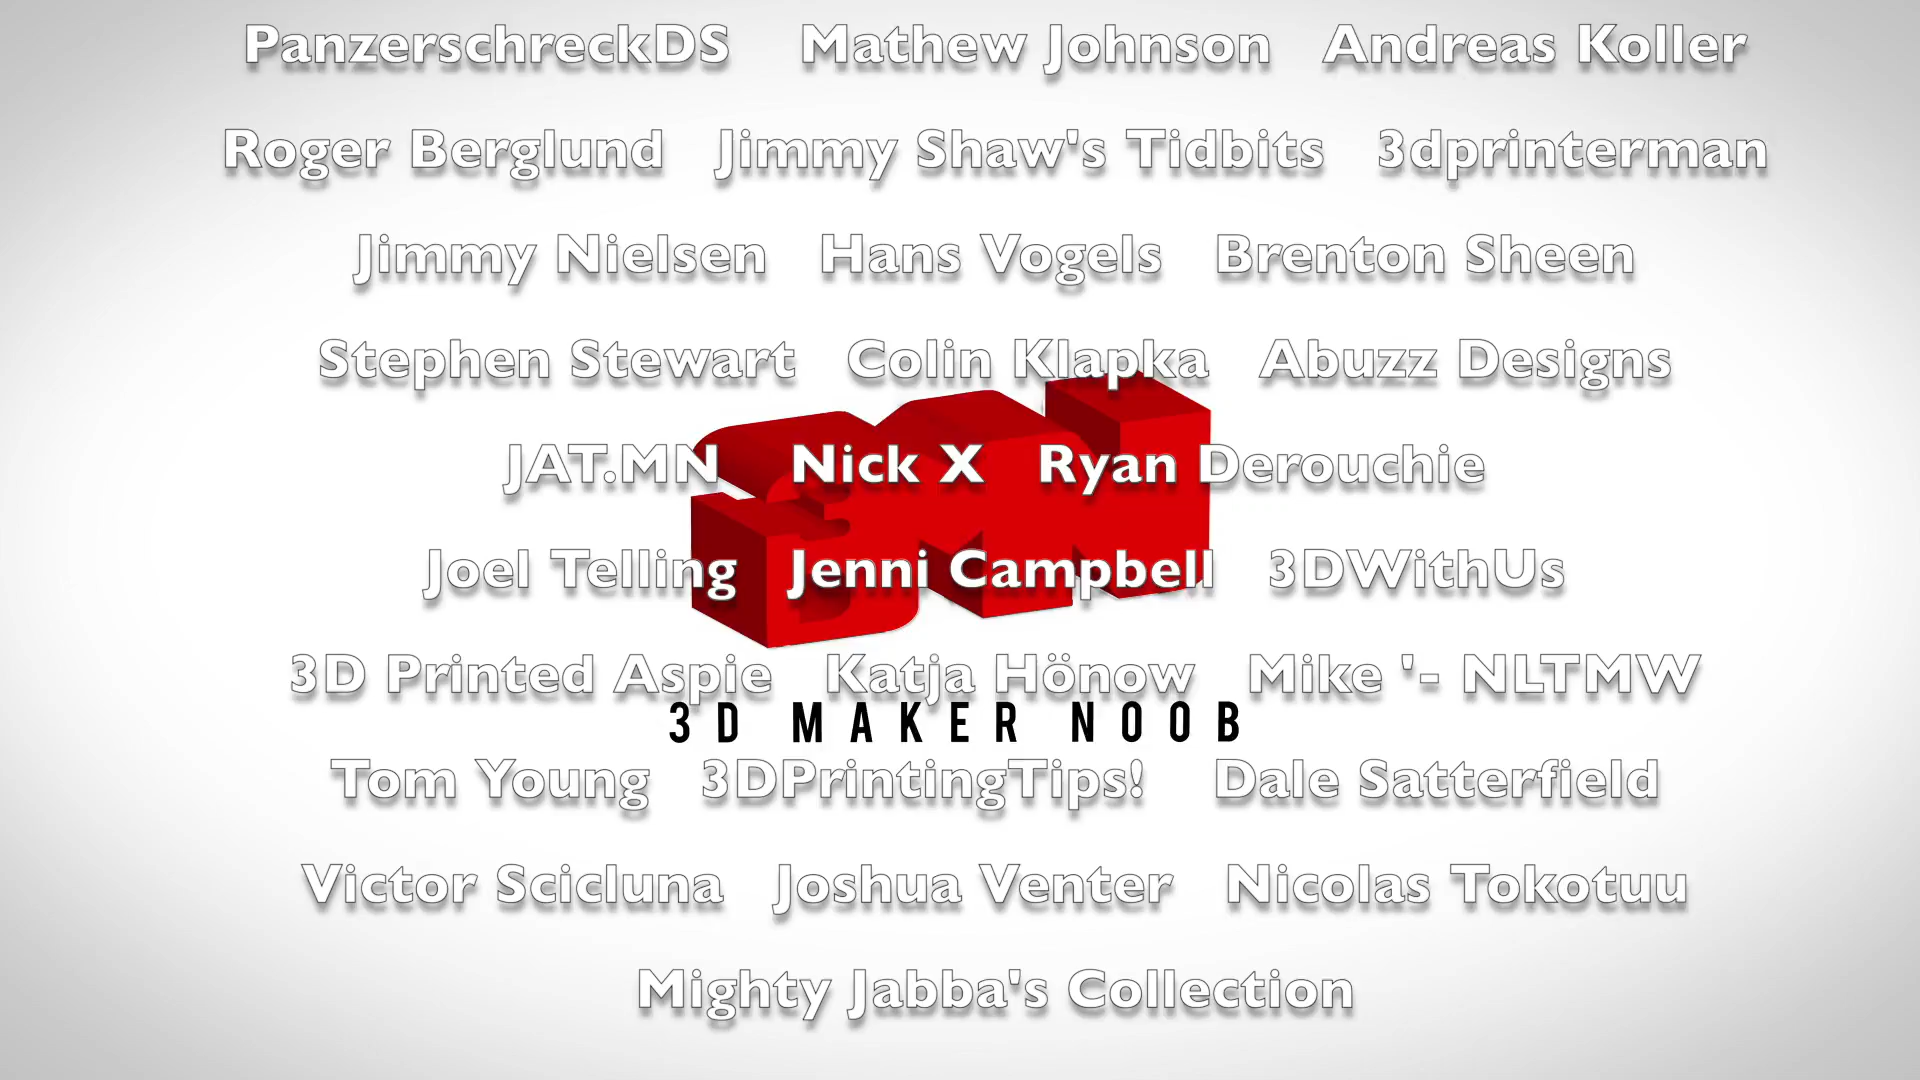 PanzerschreckDS Mathew Johnson Andreas Koller
Roger Berglund Jimmy Shaw's Tidbits 3dprinterman
Jimmy Nielsen Hans Vogels Brenton Sheen
Stephen Stewart Colin Klapka Abuzz Designs
3MN
JAT.MN Nick X Ryan Derouchie
Joel Telling Jenni Campbell 3DWithUs
3D Printed Aspie Katja Hönow Mike '- NLTMW
3D MAKER NOOB
Tom Young 3DPrintingTips! Dale Satterfield
Victor Scicluna Joshua Venter Nicolas Tokotuu
Mighty Jabba's Collection